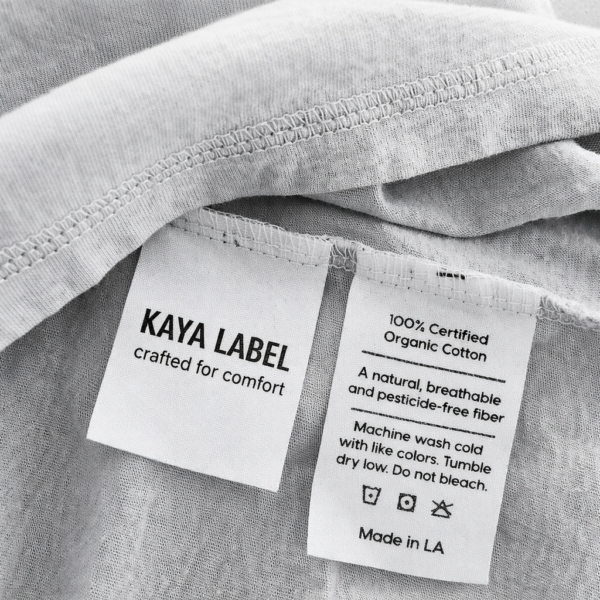 KAYA LABEL
crafted for comfort
100% Certified
Organic Cotton
A natural, breathable
and pesticide-free fiber
Machine wash cold
with like colors. Tumble
dry low. Do not bleach.
Made in LA